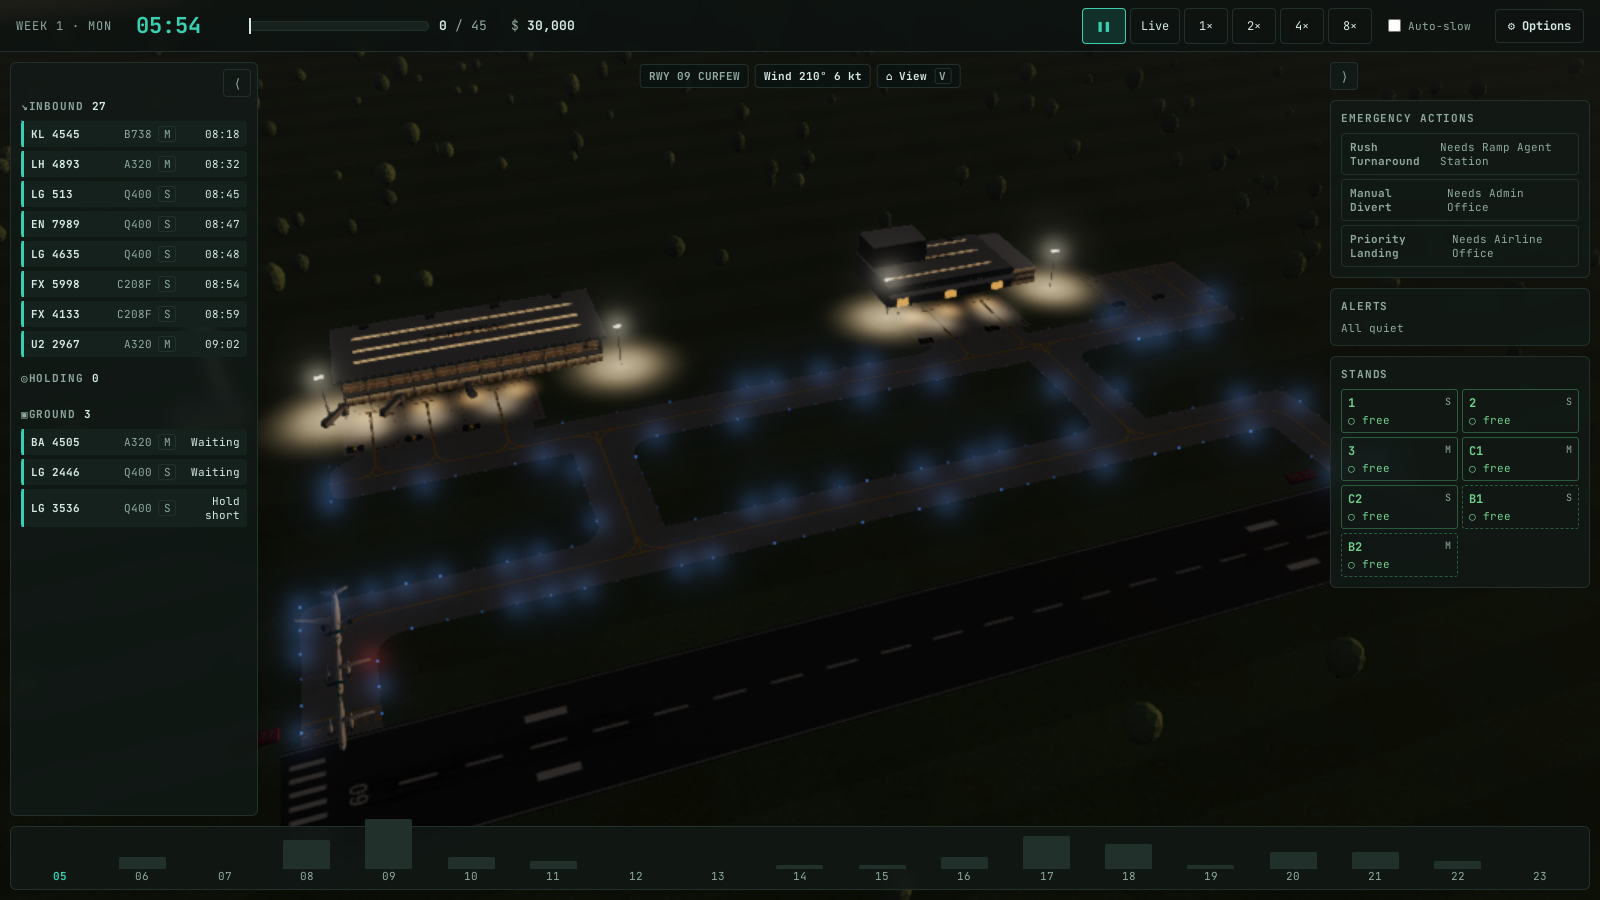 WEEK 1 · MON 05:54 0 / 45 $ 30,000 Live 1× 2× 4× 8× Auto-slow ⚙ Options
RWY 09 CURFEW Wind 210° 6 kt ⌂ View V
↘INBOUND 27
KL 4545 B738 M 08:18
LH 4893 A320 M 08:32
LG 513 Q400 S 08:45
EN 7989 Q400 S 08:47
LG 4635 Q400 S 08:48
FX 5998 C208F S 08:54
FX 4133 C208F S 08:59
U2 2967 A320 M 09:02
◎HOLDING 0
▣GROUND 3
BA 4505 A320 M Waiting
LG 2446 Q400 S Waiting
LG 3536 Q400 S Hold short
EMERGENCY ACTIONS
Rush Turnaround Needs Ramp Agent Station
Manual Divert Needs Admin Office
Priority Landing Needs Airline Office
ALERTS
All quiet
STANDS
1 S 2 S
○ free ○ free
3 M C1 M
○ free ○ free
C2 S B1 S
○ free ○ free
B2 M
○ free
09
05 06 07 08 09 10 11 12 13 14 15 16 17 18 19 20 21 22 23